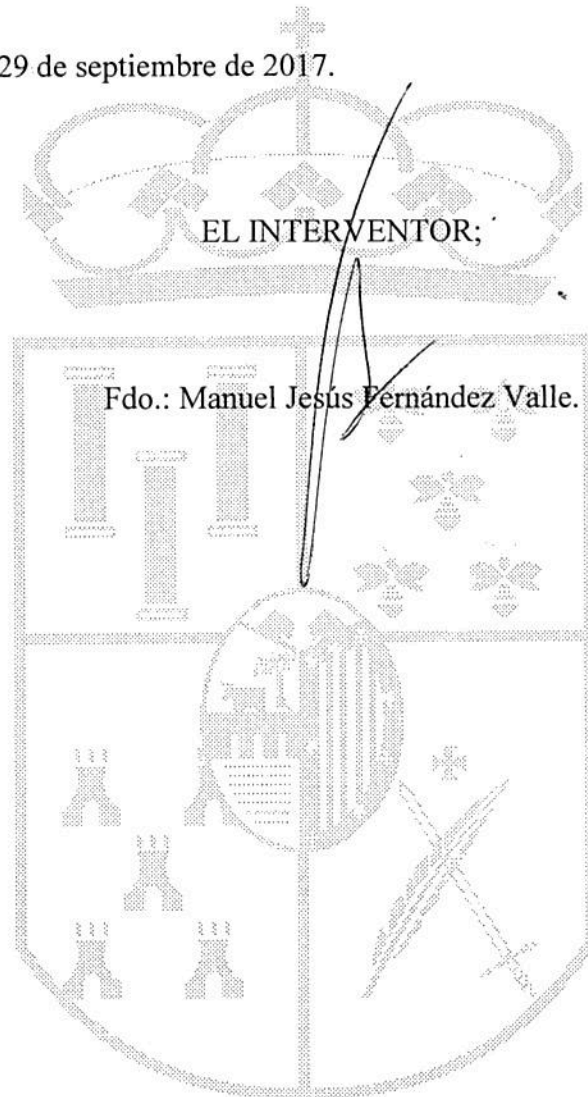 29 de septiembre de 2017.
EL INTERVENTOR;
Fdo.: Manuel Jesús Fernández Valle.